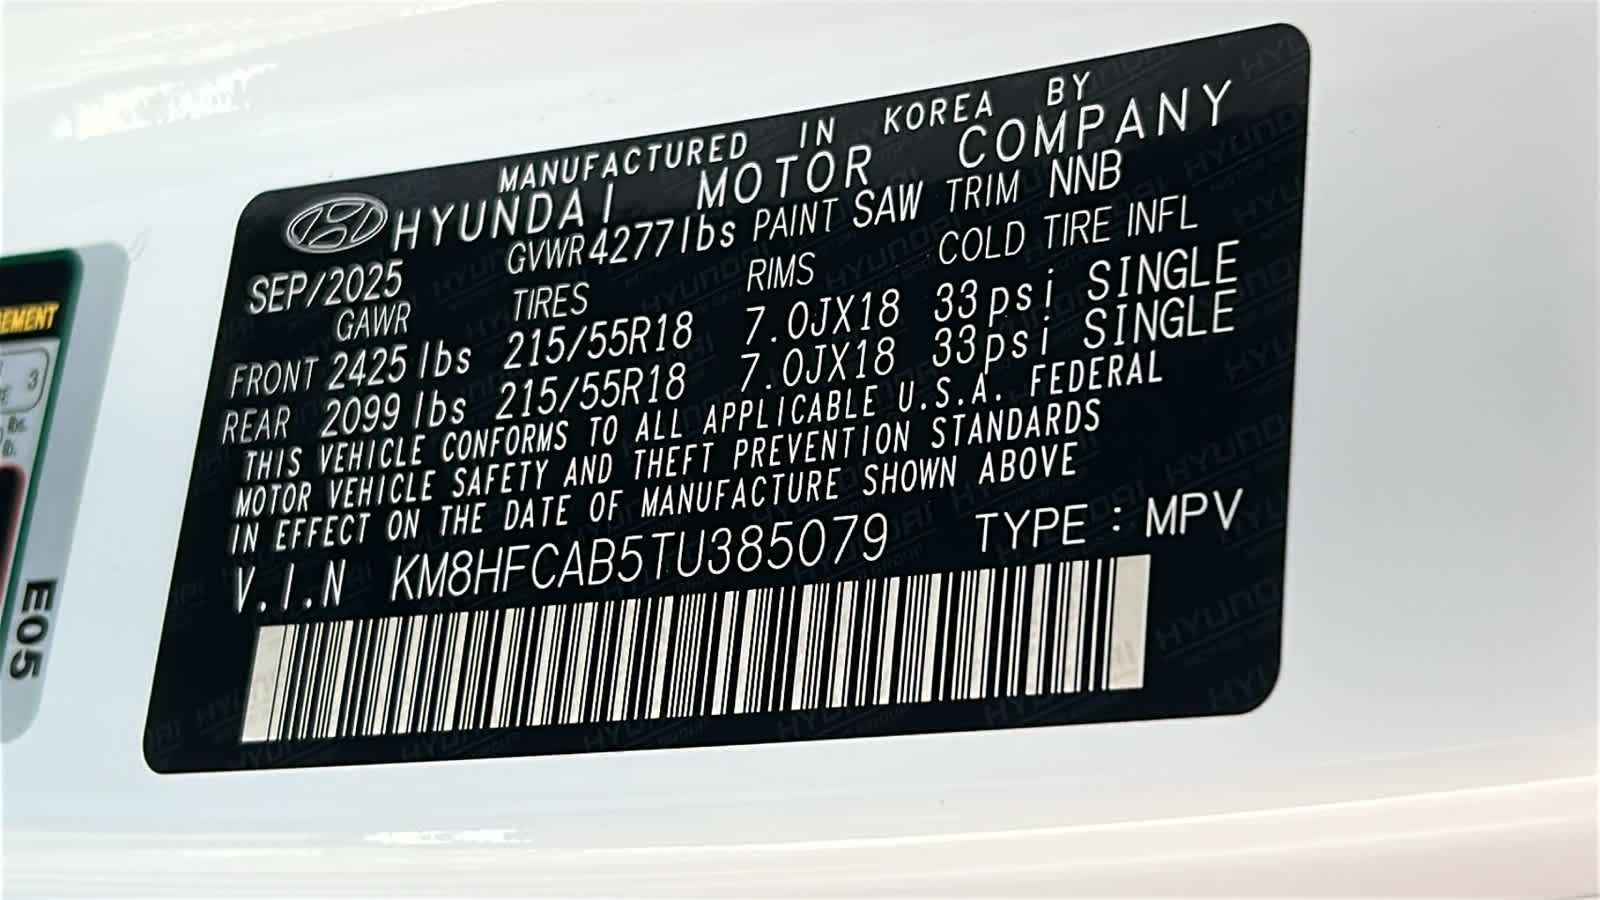 MANUFACTURED IN KOREA BY
HYUNDAI MOTOR COMPANY
SEP/2025 GVWR 4277lbs PAINT SAW TRIM NNB
GAWR TIRES RIMS COLD TIRE INFL
FRONT 2425 lbs 215/55R18 7.0JX18 33psi SINGLE
REAR 2099 lbs 215/55R18 7.0JX18 33psi SINGLE
THIS VEHICLE CONFORMS TO ALL APPLICABLE U.S.A. FEDERAL
MOTOR VEHICLE SAFETY AND THEFT PREVENTION STANDARDS
IN EFFECT ON THE DATE OF MANUFACTURE SHOWN ABOVE
V.I.N KM8HFCAB5TU385079 TYPE : MPV
3
lbs.
lb.
E05